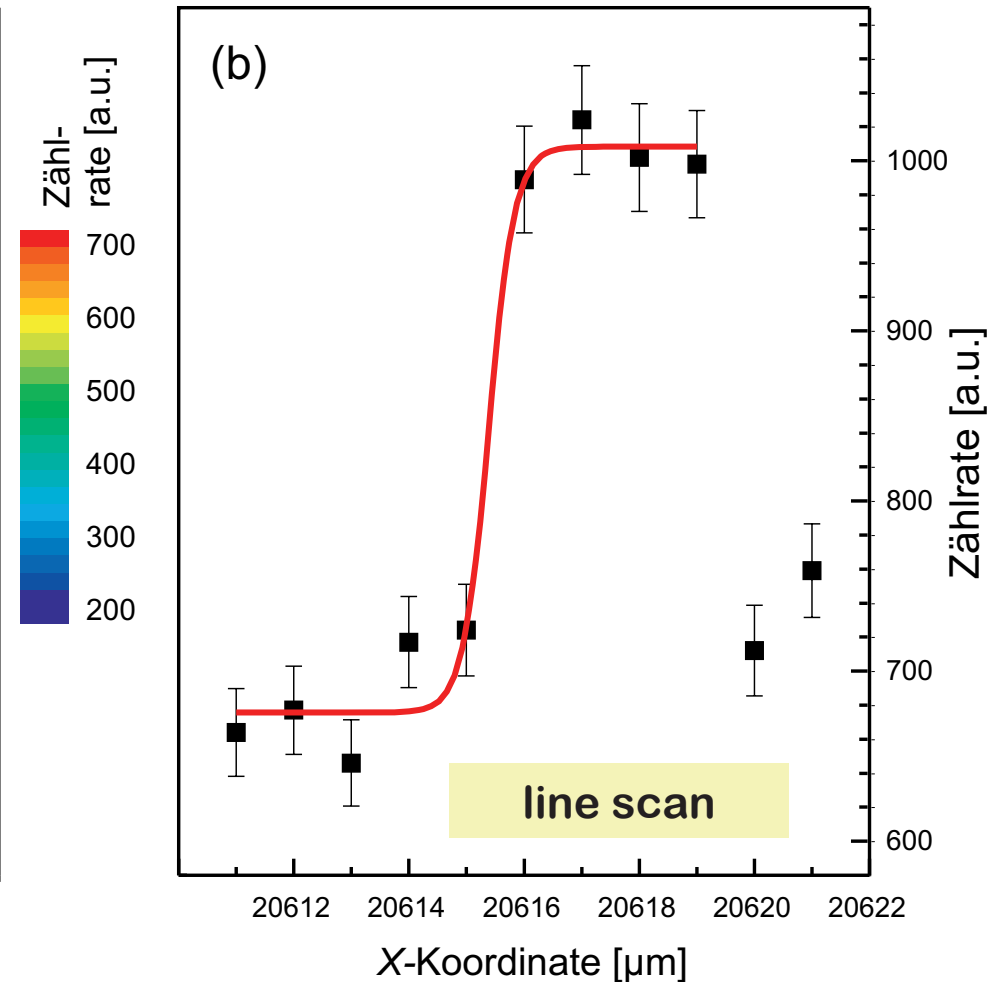 (b)
Zähl-
rate [a.u.]
700
600
500
400
300
200
1000
900
800
700
600
Zählrate [a.u.]
line scan
20612 20614 20616 20618 20620 20622
X-Koordinate [µm]